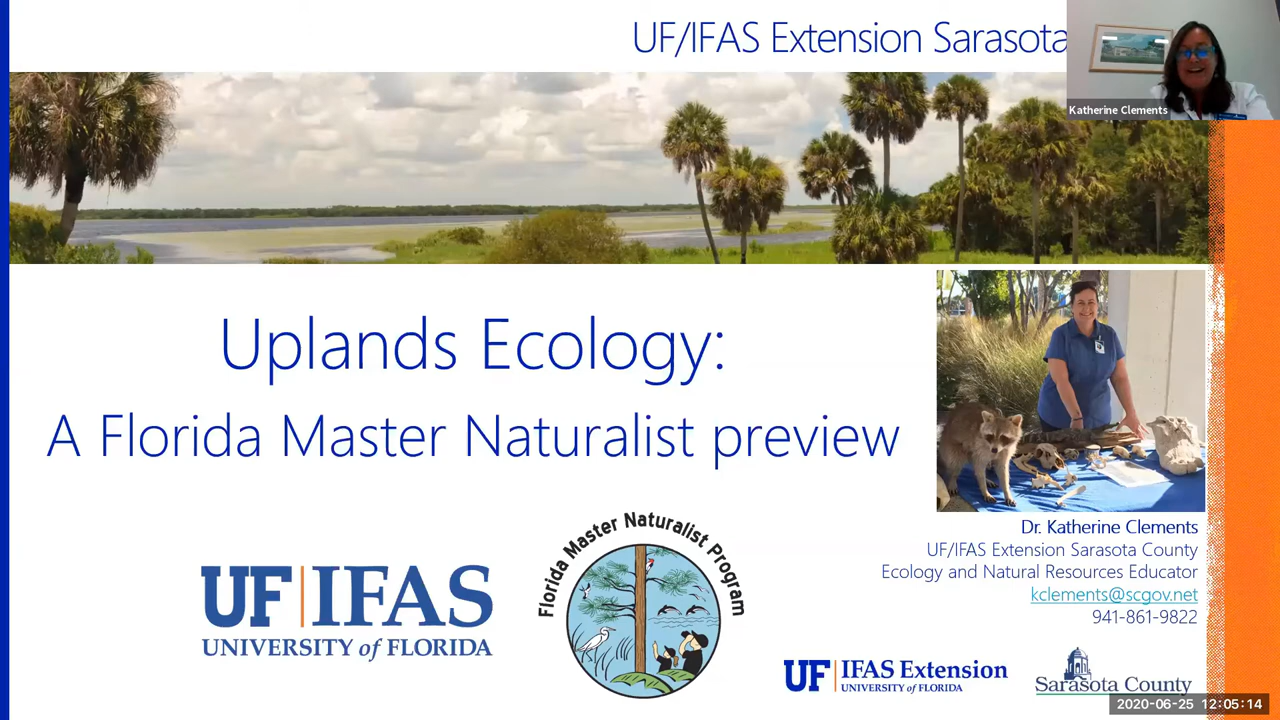 UF/IFAS Extension Sarasota
Katherine Clements
Uplands Ecology:
A Florida Master Naturalist preview
Florida Master Naturalist Program
UF IFAS
UNIVERSITY of FLORIDA
Dr. Katherine Clements
UF/IFAS Extension Sarasota County
Ecology and Natural Resources Educator
kclements@scgov.net
941-861-9822
UF IFAS Extension
UNIVERSITY of FLORIDA
Sarasota County
2020-06-25 12:05:14